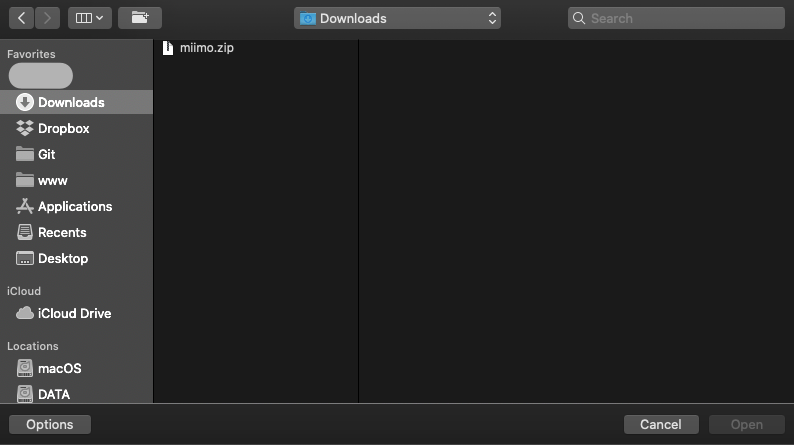 Downloads
Search
Favorites
miimo.zip
Downloads
Dropbox
Git
www
Applications
Recents
Desktop
iCloud
iCloud Drive
Locations
macOS
DATA
Options
Cancel
Open